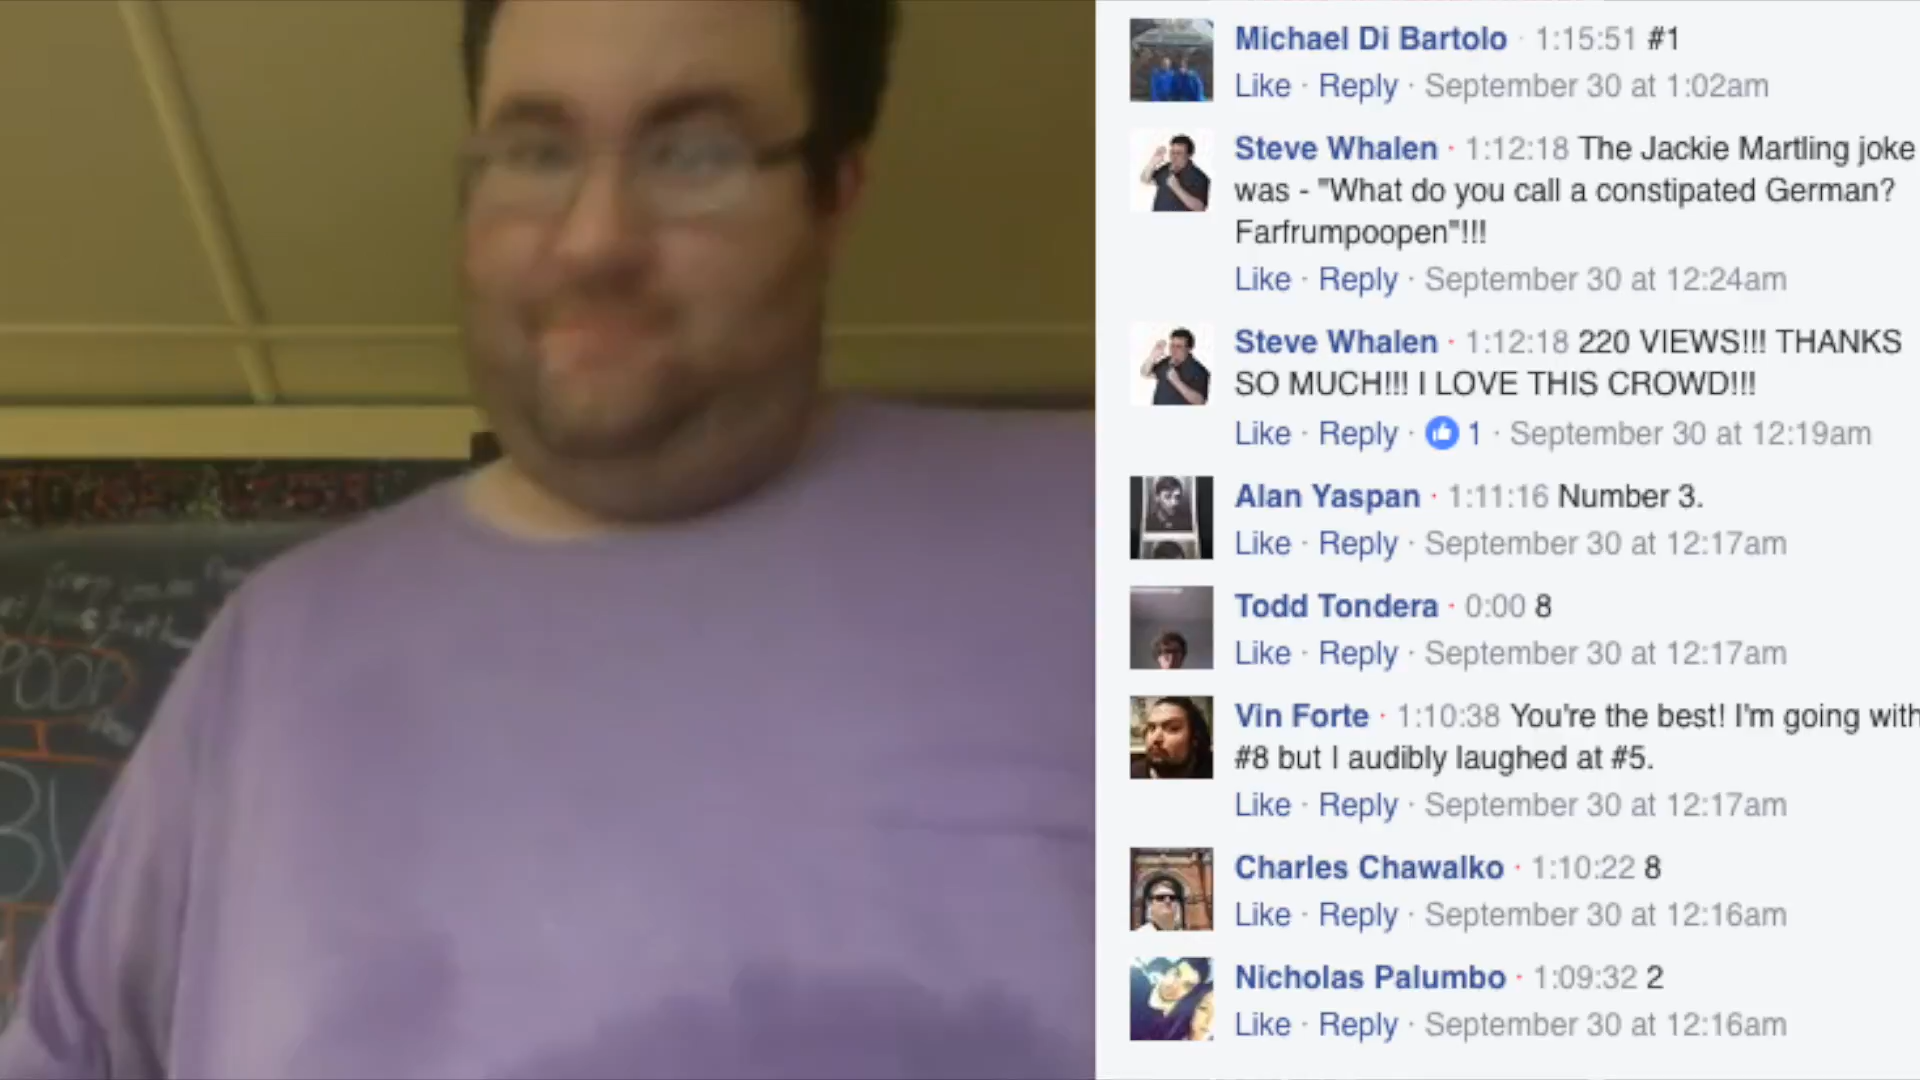 Michael Di Bartolo · 1:15:51 #1
Like · Reply · September 30 at 1:02am
Steve Whalen · 1:12:18 The Jackie Martling joke
was - "What do you call a constipated German?
Farfrumpoopen"!!!
Like · Reply · September 30 at 12:24am
Steve Whalen · 1:12:18 220 VIEWS!!! THANKS
SO MUCH!!! I LOVE THIS CROWD!!!
Like · Reply · 1 · September 30 at 12:19am
Alan Yaspan · 1:11:16 Number 3.
Like · Reply · September 30 at 12:17am
Todd Tondera · 0:00 8
Like · Reply · September 30 at 12:17am
Vin Forte · 1:10:38 You're the best! I'm going with
#8 but I audibly laughed at #5.
Like · Reply · September 30 at 12:17am
Charles Chawalko · 1:10:22 8
Like · Reply · September 30 at 12:16am
Nicholas Palumbo · 1:09:32 2
Like · Reply · September 30 at 12:16am